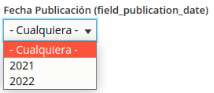 Fecha Publicación (field_publication_date)
- Cualquiera -
- Cualquiera -
2021
2022